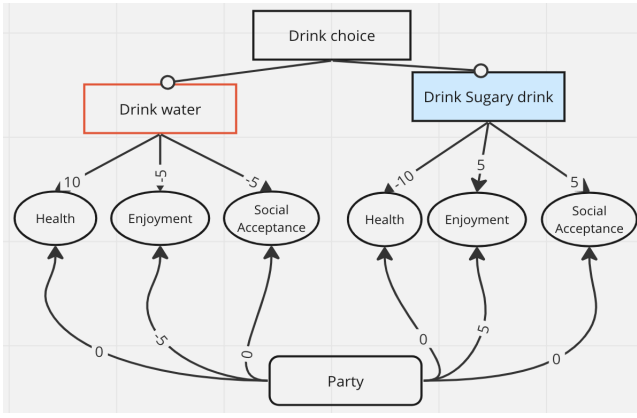 Drink choice
Drink water
Drink Sugary drink
10
-5
-5
-10
5
5
Health
Enjoyment
Social
Acceptance
Health
Enjoyment
Social
Acceptance
0
-5
0
0
5
0
Party